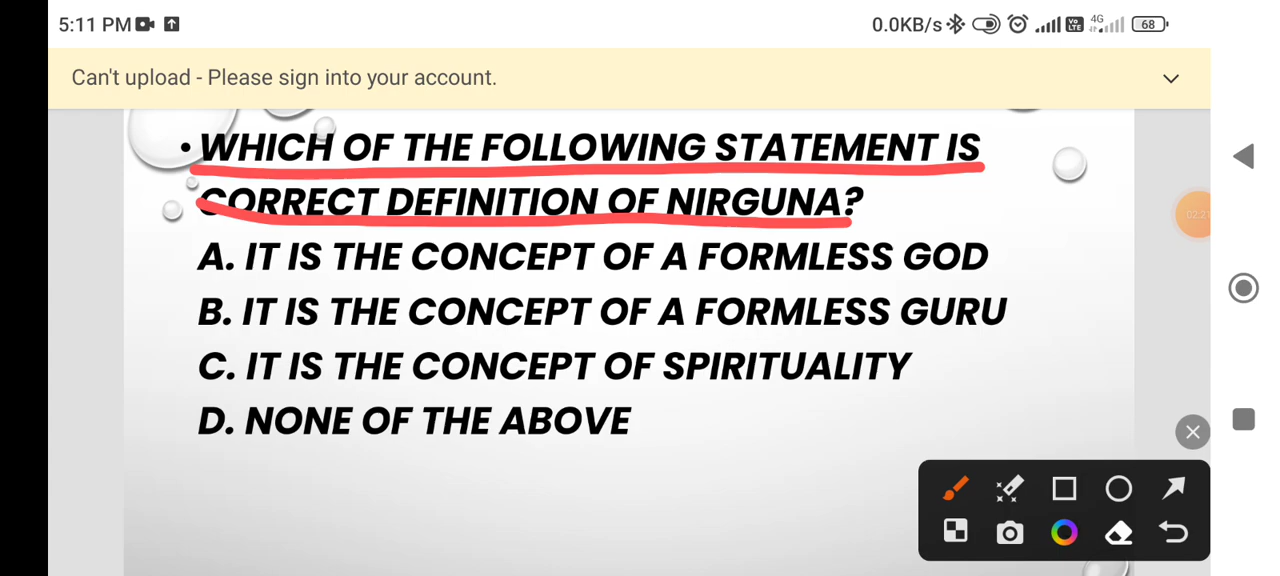 5:11 PM
0.0KB/s Vo LTE 4G 68
Can't upload - Please sign into your account.
• WHICH OF THE FOLLOWING STATEMENT IS
CORRECT DEFINITION OF NIRGUNA?
A. IT IS THE CONCEPT OF A FORMLESS GOD
B. IT IS THE CONCEPT OF A FORMLESS GURU
C. IT IS THE CONCEPT OF SPIRITUALITY
D. NONE OF THE ABOVE